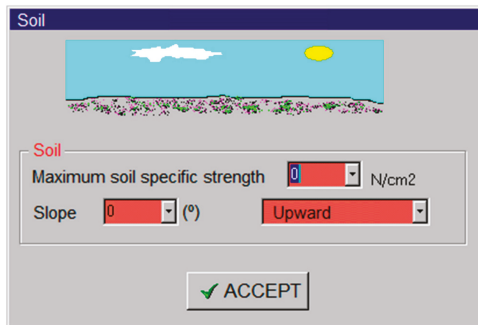 Soil
Soil
Maximum soil specific strength 0 N/cm2
Slope 0 (º) Upward
ACCEPT